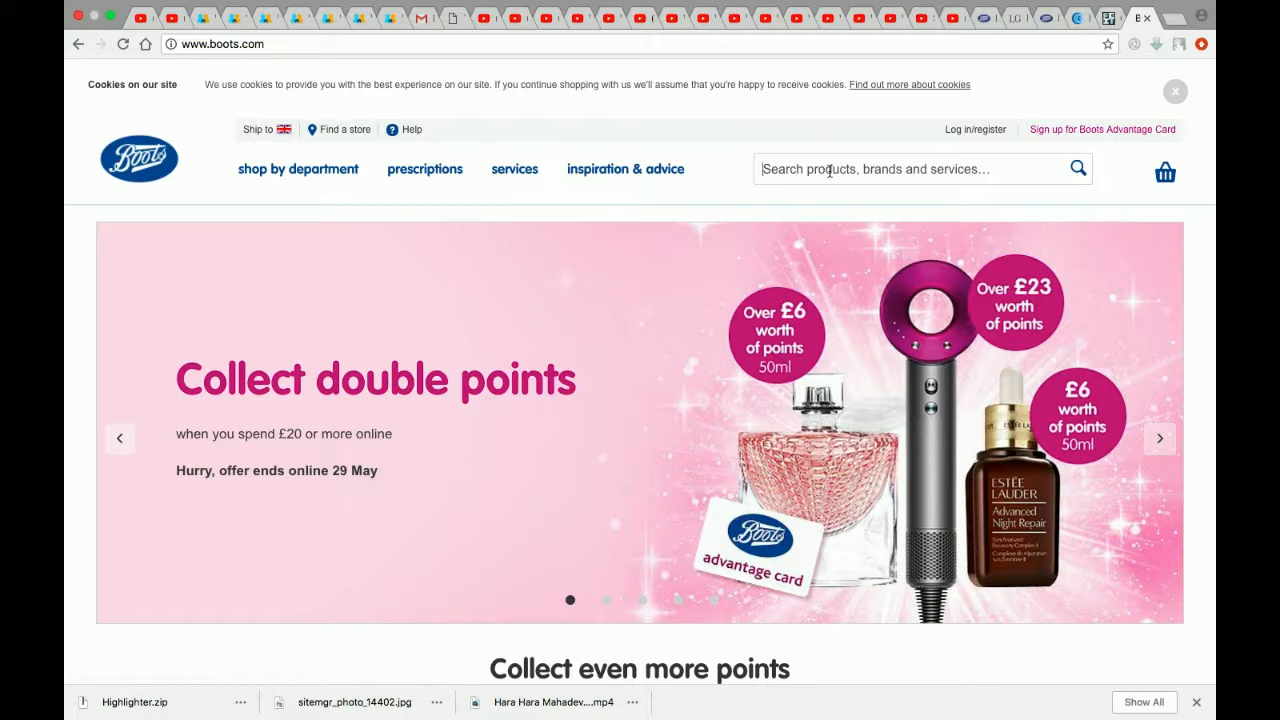 B
www.boots.com
Cookies on our site
We use cookies to provide you with the best experience on our site. If you continue shopping with us we'll assume that you're happy to receive cookies. Find out more about cookies
x
Ship to
Find a store
? Help
Log in/register
Sign up for Boots Advantage Card
Boots
shop by department
prescriptions
services
inspiration & advice
Search products, brands and services...
Collect double points
when you spend £20 or more online
Hurry, offer ends online 29 May
Over £6
worth
of points
50ml
Over £23
worth
of points
£6
worth
of points
50ml
ESTĒE
LAUDER
Advanced
Night Repair
Boots
advantage card
Collect even more points
Highlighter.zip
sitemgr_photo_14402.jpg
Hara Hara Mahadev....mp4
Show All